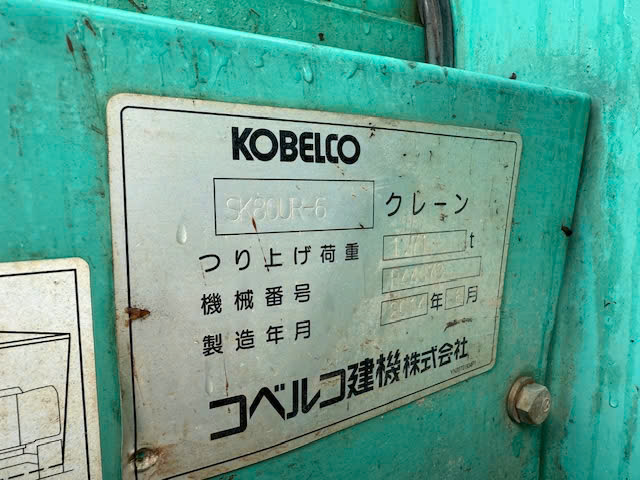 KOBELCO
SK80UR-6 クレーン
つり上げ荷重 t
機械番号
製造年月 年 月
コベルコ建機株式会社